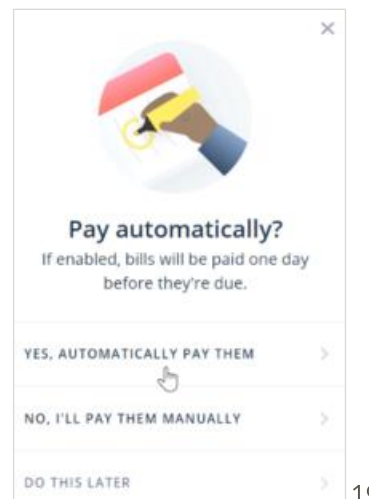 Pay automatically?
If enabled, bills will be paid one day
before they're due.
YES, AUTOMATICALLY PAY THEM
NO, I'LL PAY THEM MANUALLY
DO THIS LATER